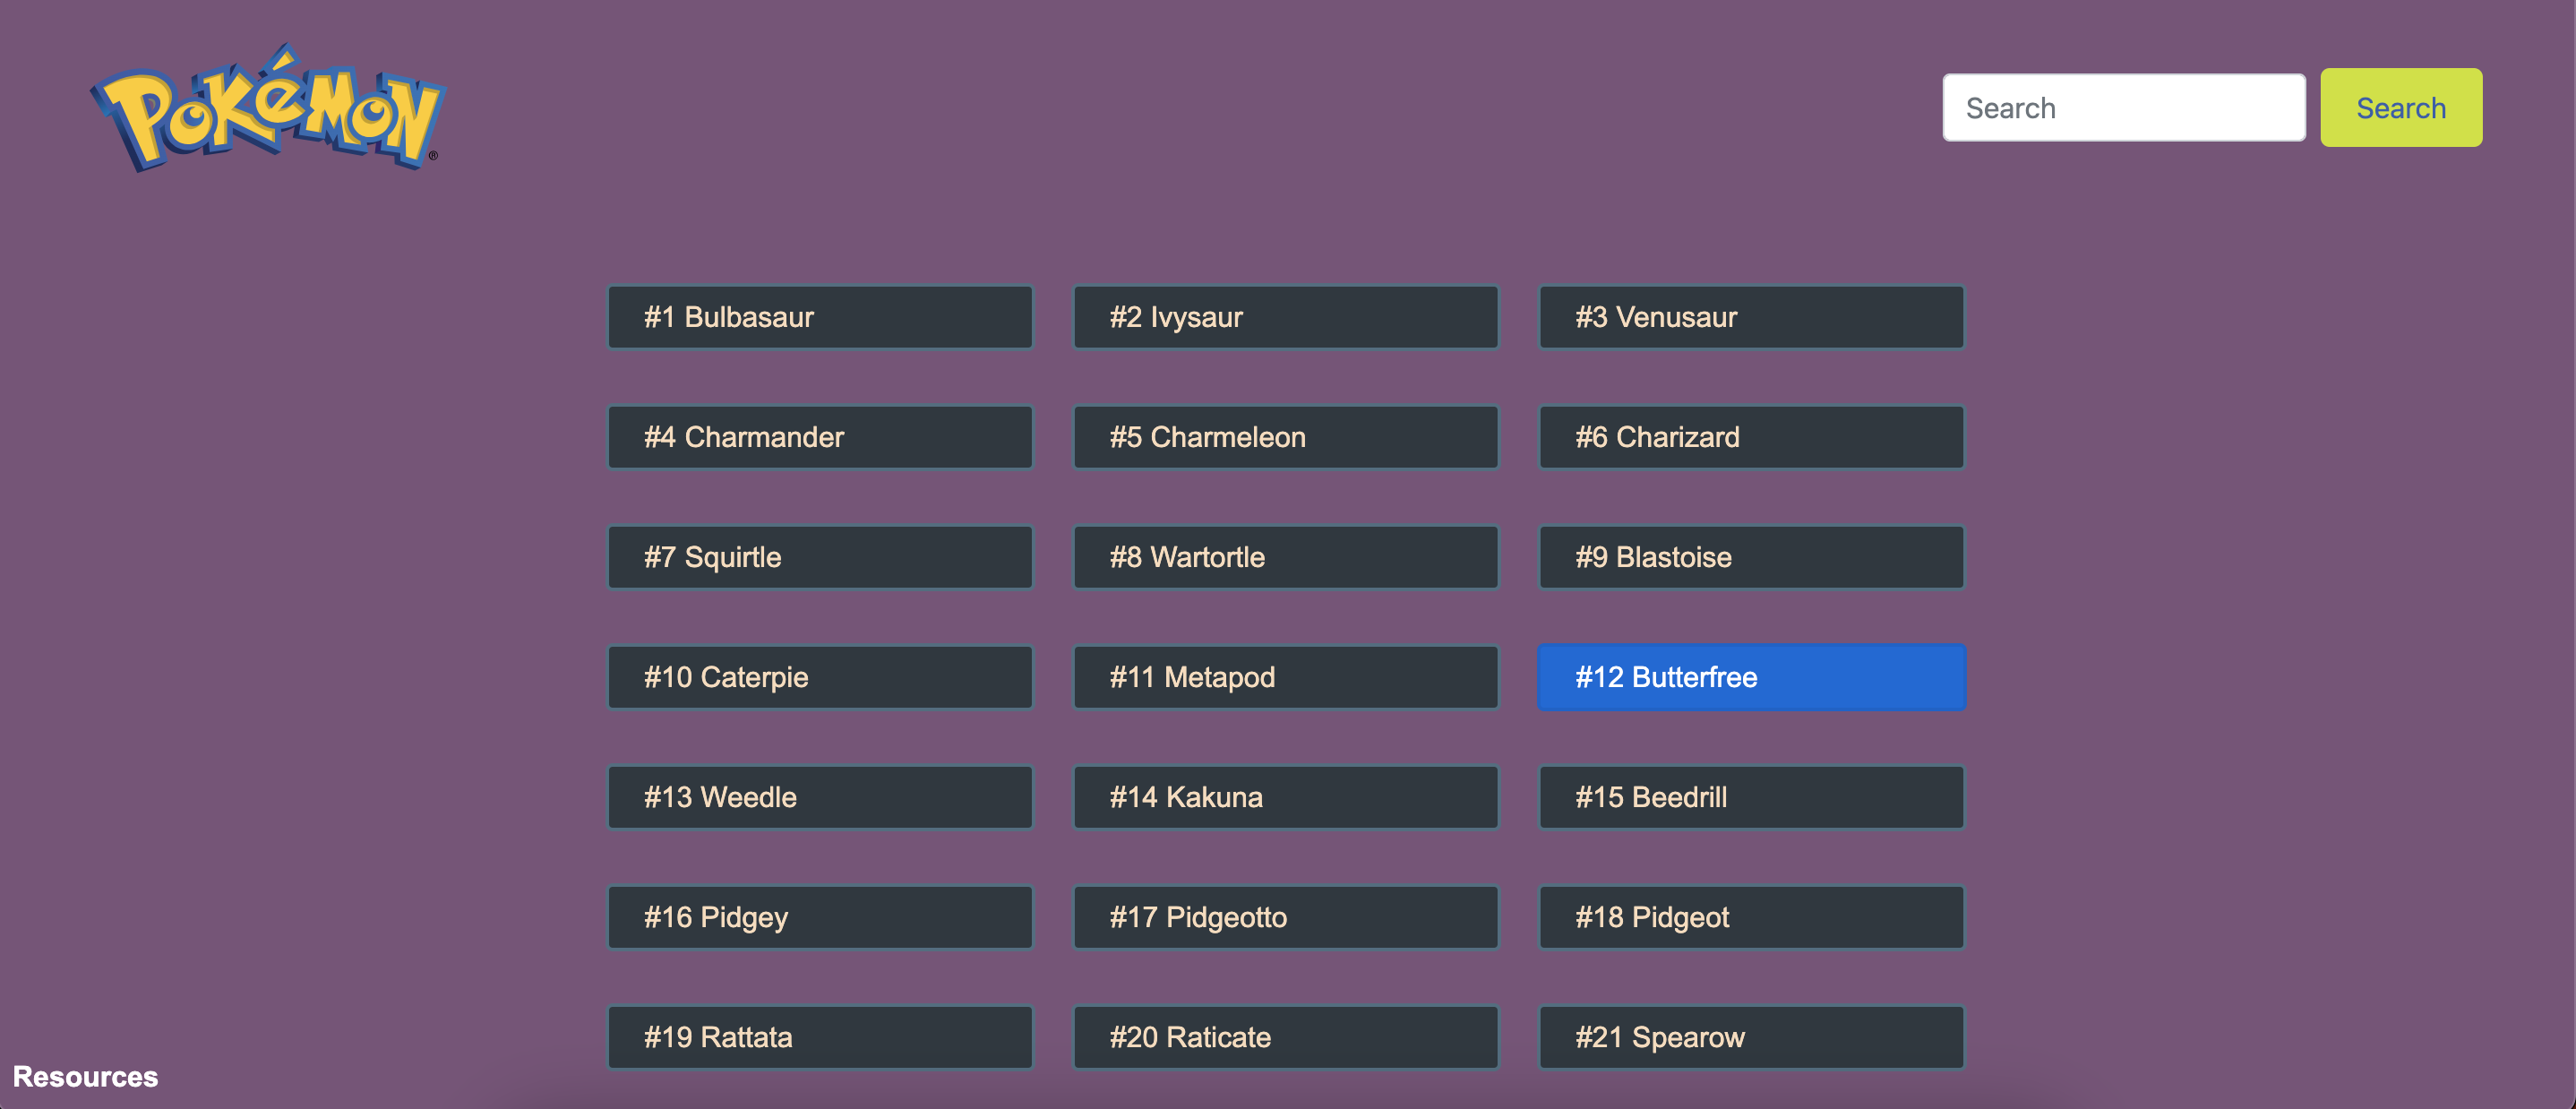 POKéMON®
Search Search
#1 Bulbasaur #2 Ivysaur #3 Venusaur
#4 Charmander #5 Charmeleon #6 Charizard
#7 Squirtle #8 Wartortle #9 Blastoise
#10 Caterpie #11 Metapod #12 Butterfree
#13 Weedle #14 Kakuna #15 Beedrill
#16 Pidgey #17 Pidgeotto #18 Pidgeot
#19 Rattata #20 Raticate #21 Spearow
Resources